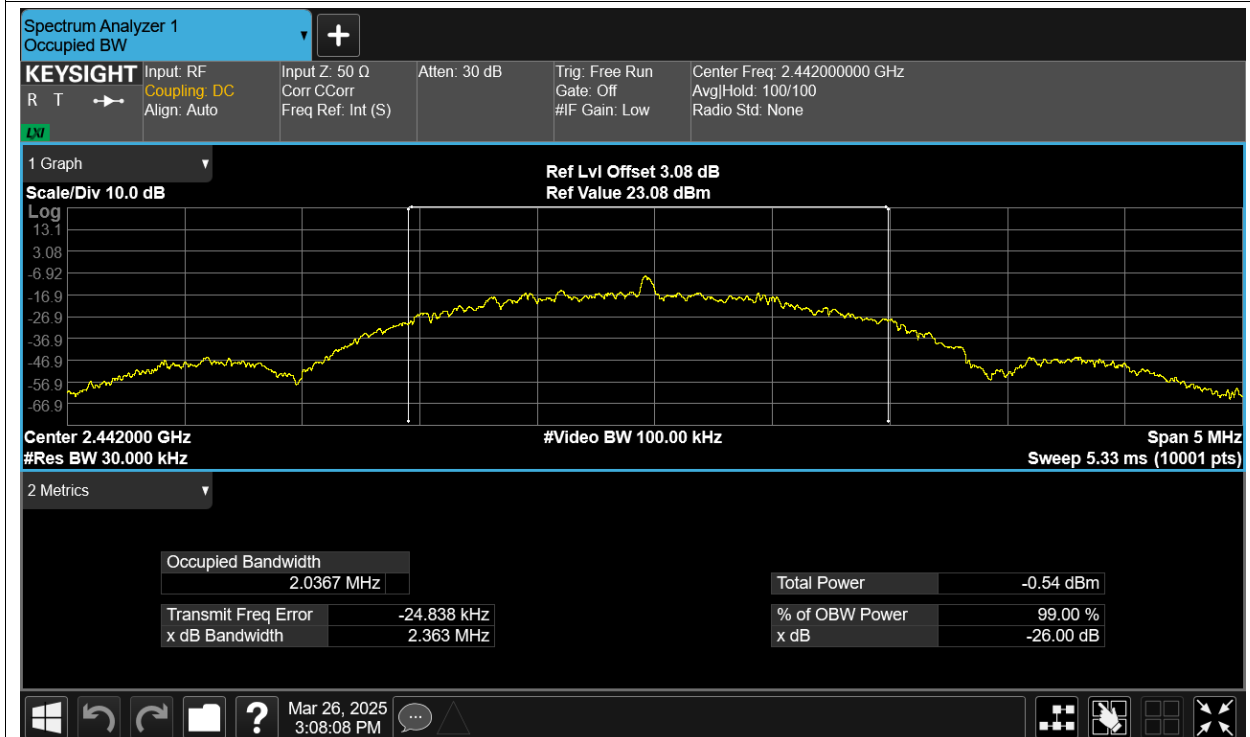 Spectrum Analyzer 1
Occupied BW
+
KEYSIGHT
R T
LXI
Input: RF
Coupling: DC
Align: Auto
Input Z: 50 Ω
Corr CCorr
Freq Ref: Int (S)
Atten: 30 dB
Trig: Free Run
Gate: Off
#IF Gain: Low
Center Freq: 2.442000000 GHz
Avg|Hold: 100/100
Radio Std: None
1 Graph
Scale/Div 10.0 dB
Ref Lvl Offset 3.08 dB
Ref Value 23.08 dBm
Log
13.1
3.08
-6.92
-16.9
-26.9
-36.9
-46.9
-56.9
-66.9
Center 2.442000 GHz
#Res BW 30.000 kHz
#Video BW 100.00 kHz
Span 5 MHz
Sweep 5.33 ms (10001 pts)
2 Metrics
Occupied Bandwidth
2.0367 MHz
Transmit Freq Error -24.838 kHz
x dB Bandwidth 2.363 MHz
Total Power -0.54 dBm
% of OBW Power 99.00 %
x dB -26.00 dB
?
Mar 26, 2025
3:08:08 PM